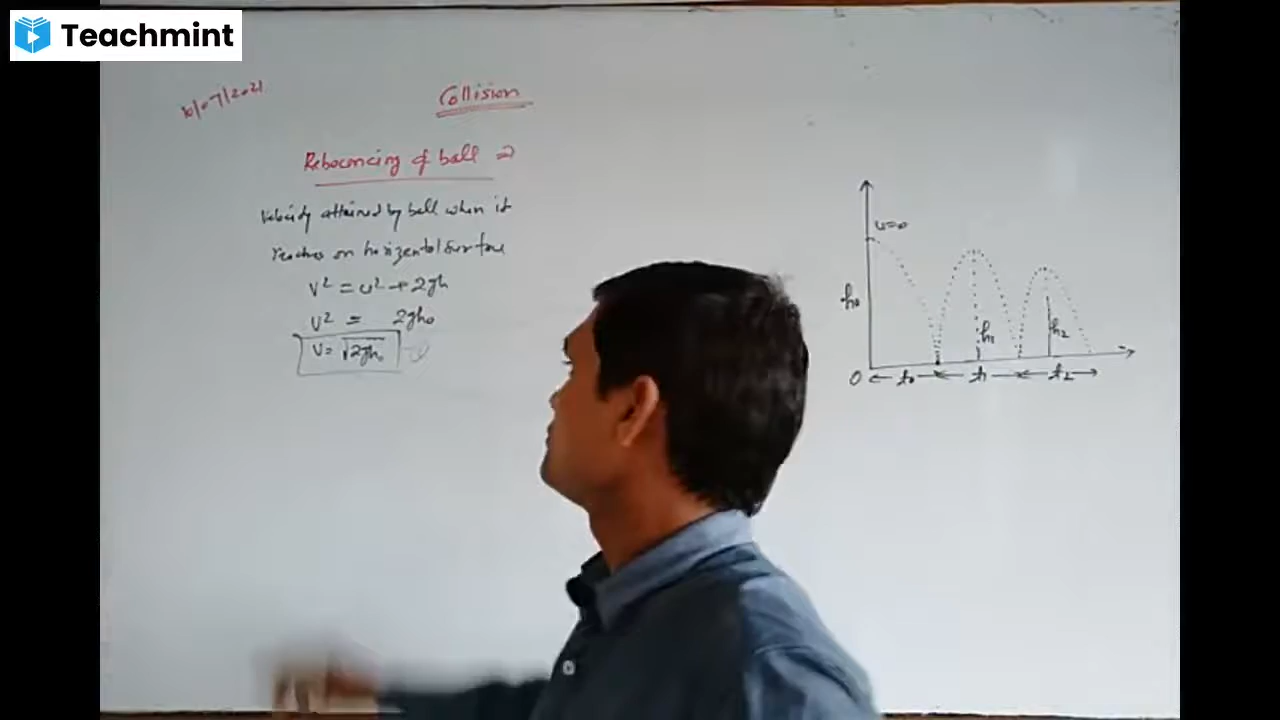 Teachmint
10/07/2021
Collision
Rebouncing of ball ⇒
Velocity attained by ball when it
reaches on horizontal surface
v² = u² + 2gh
v² = 2gh₀
v = √2gh₀
u=0
h₀
h₁
h₂
O
t₀
t₁
t₂